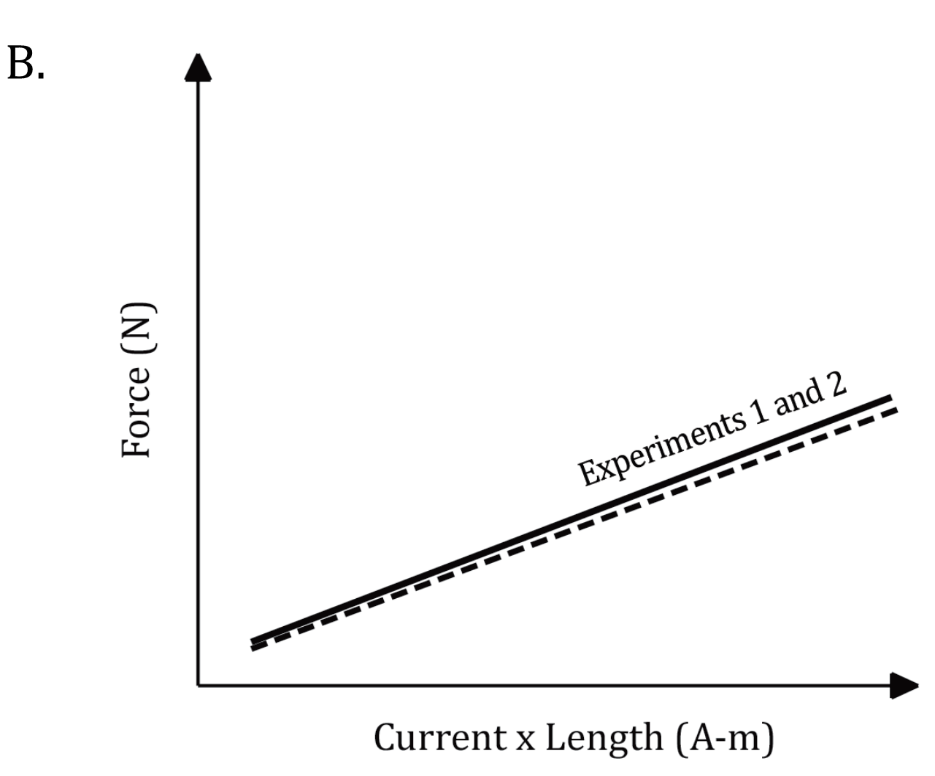 B.
Force (N)
Experiments 1 and 2
Current x Length (A-m)